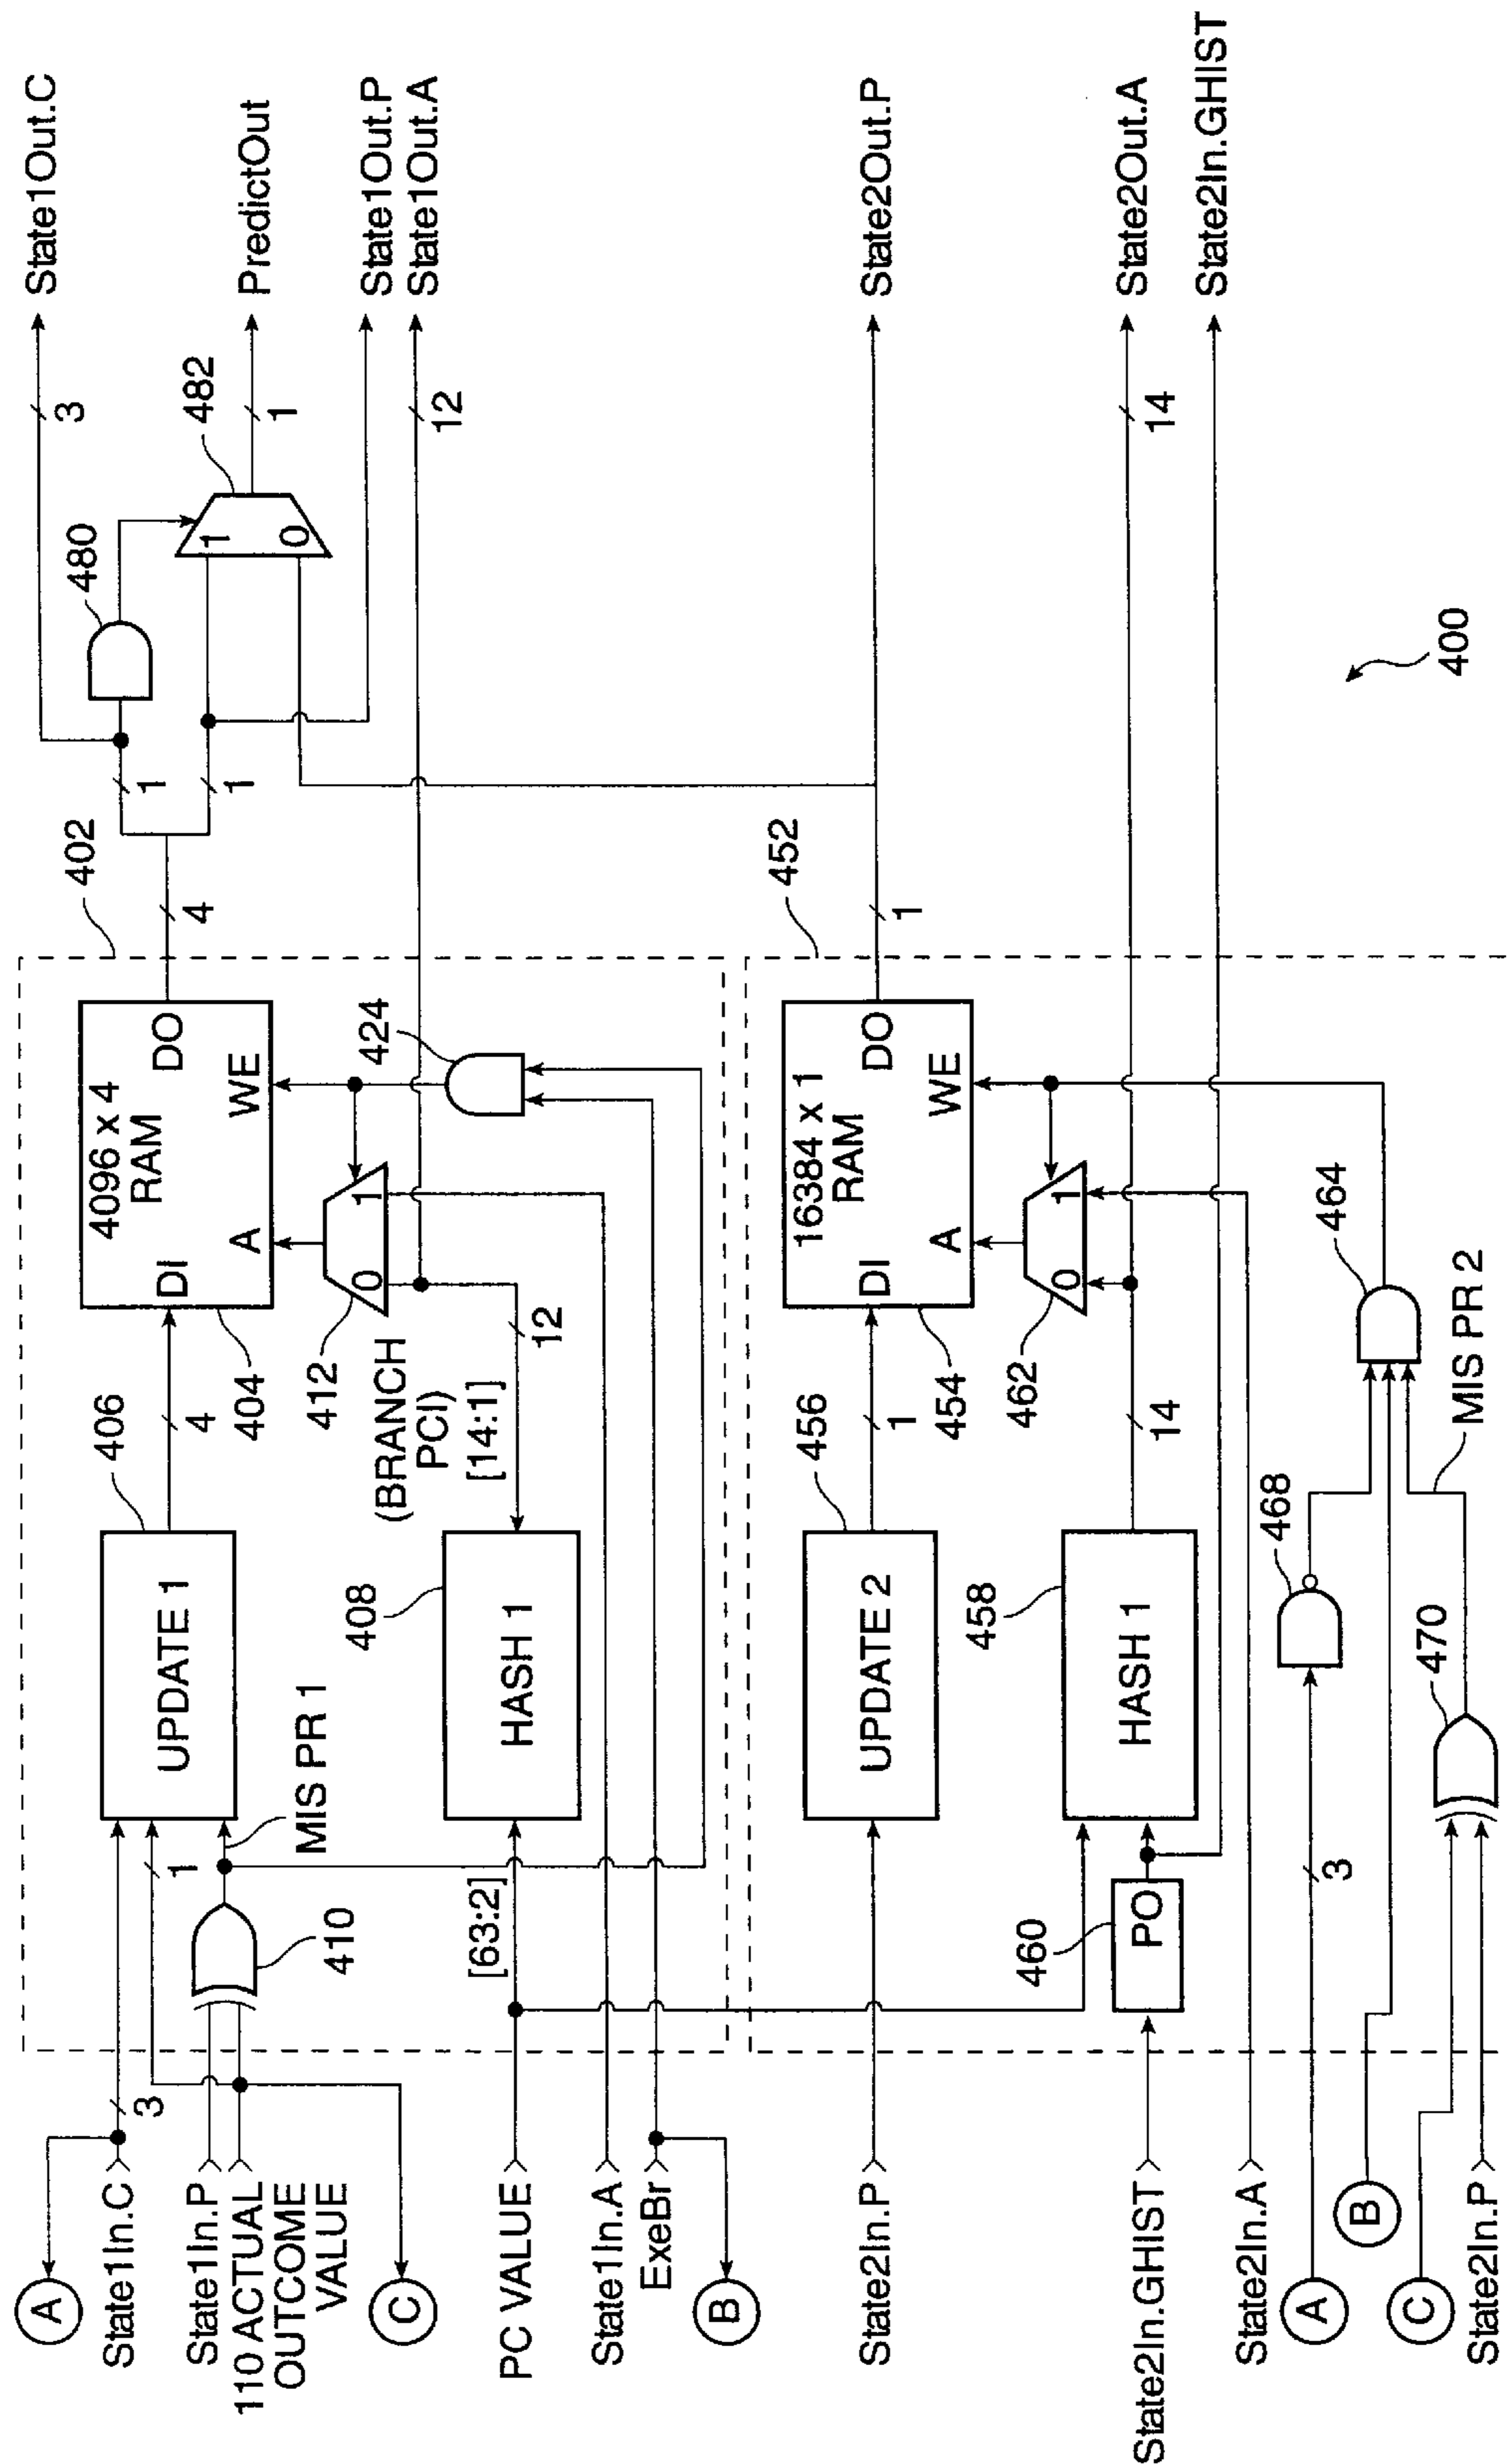 A
State1In.C
3
State1In.P
110 ACTUAL
OUTCOME
VALUE
C
1
410
MIS PR 1
UPDATE 1
406
4
4096 x 4
RAM
DI
DO
A
WE
404
402
4
1
1
480
1
0
482
3
State1Out.C
1
PredictOut
State1Out.P
State1Out.A
12
PC VALUE
[63:2]
State1In.A
ExeBr
B
408
HASH 1
12
(BRANCH
PCI)
[14:1]
412
0
1
424
State2In.P
UPDATE 2
456
1
16384 x 1
RAM
DI
DO
A
WE
454
452
1
State2Out.P
State2In.GHIST
460
PO
458
HASH 1
14
462
0
1
14
State2Out.A
State2In.GHIST
State2In.A
A
3
468
B
464
C
State2In.P
470
MIS PR 2
400